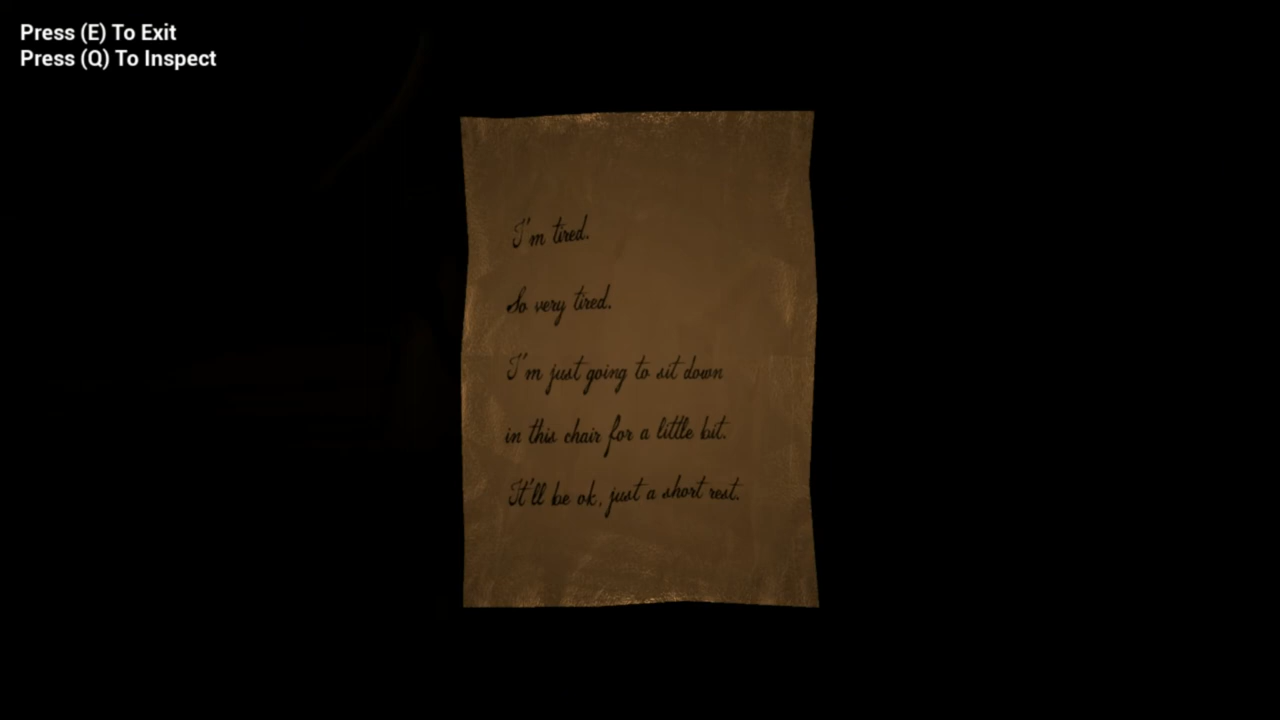 Press (E) To Exit
Press (Q) To Inspect
I'm tired.
So very tired.
I'm just going to sit down
in this chair for a little but.
It'll be ok, just a short rest.